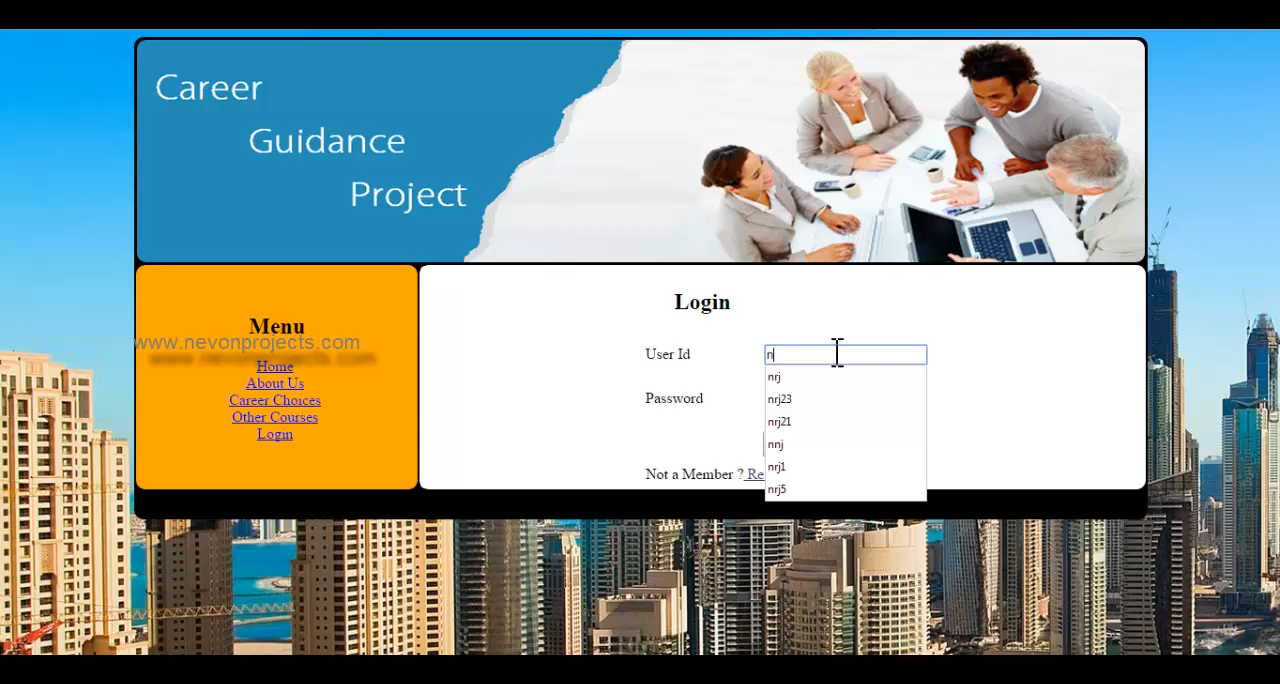 Career
Guidance
Project
Menu
www.nevonprojects.com
Home
About Us
Career Choices
Other Courses
Login
Login
User Id
n
nrj
nrj23
nrj21
nnj
nrj1
nrj5
Password
Not a Member ? Re